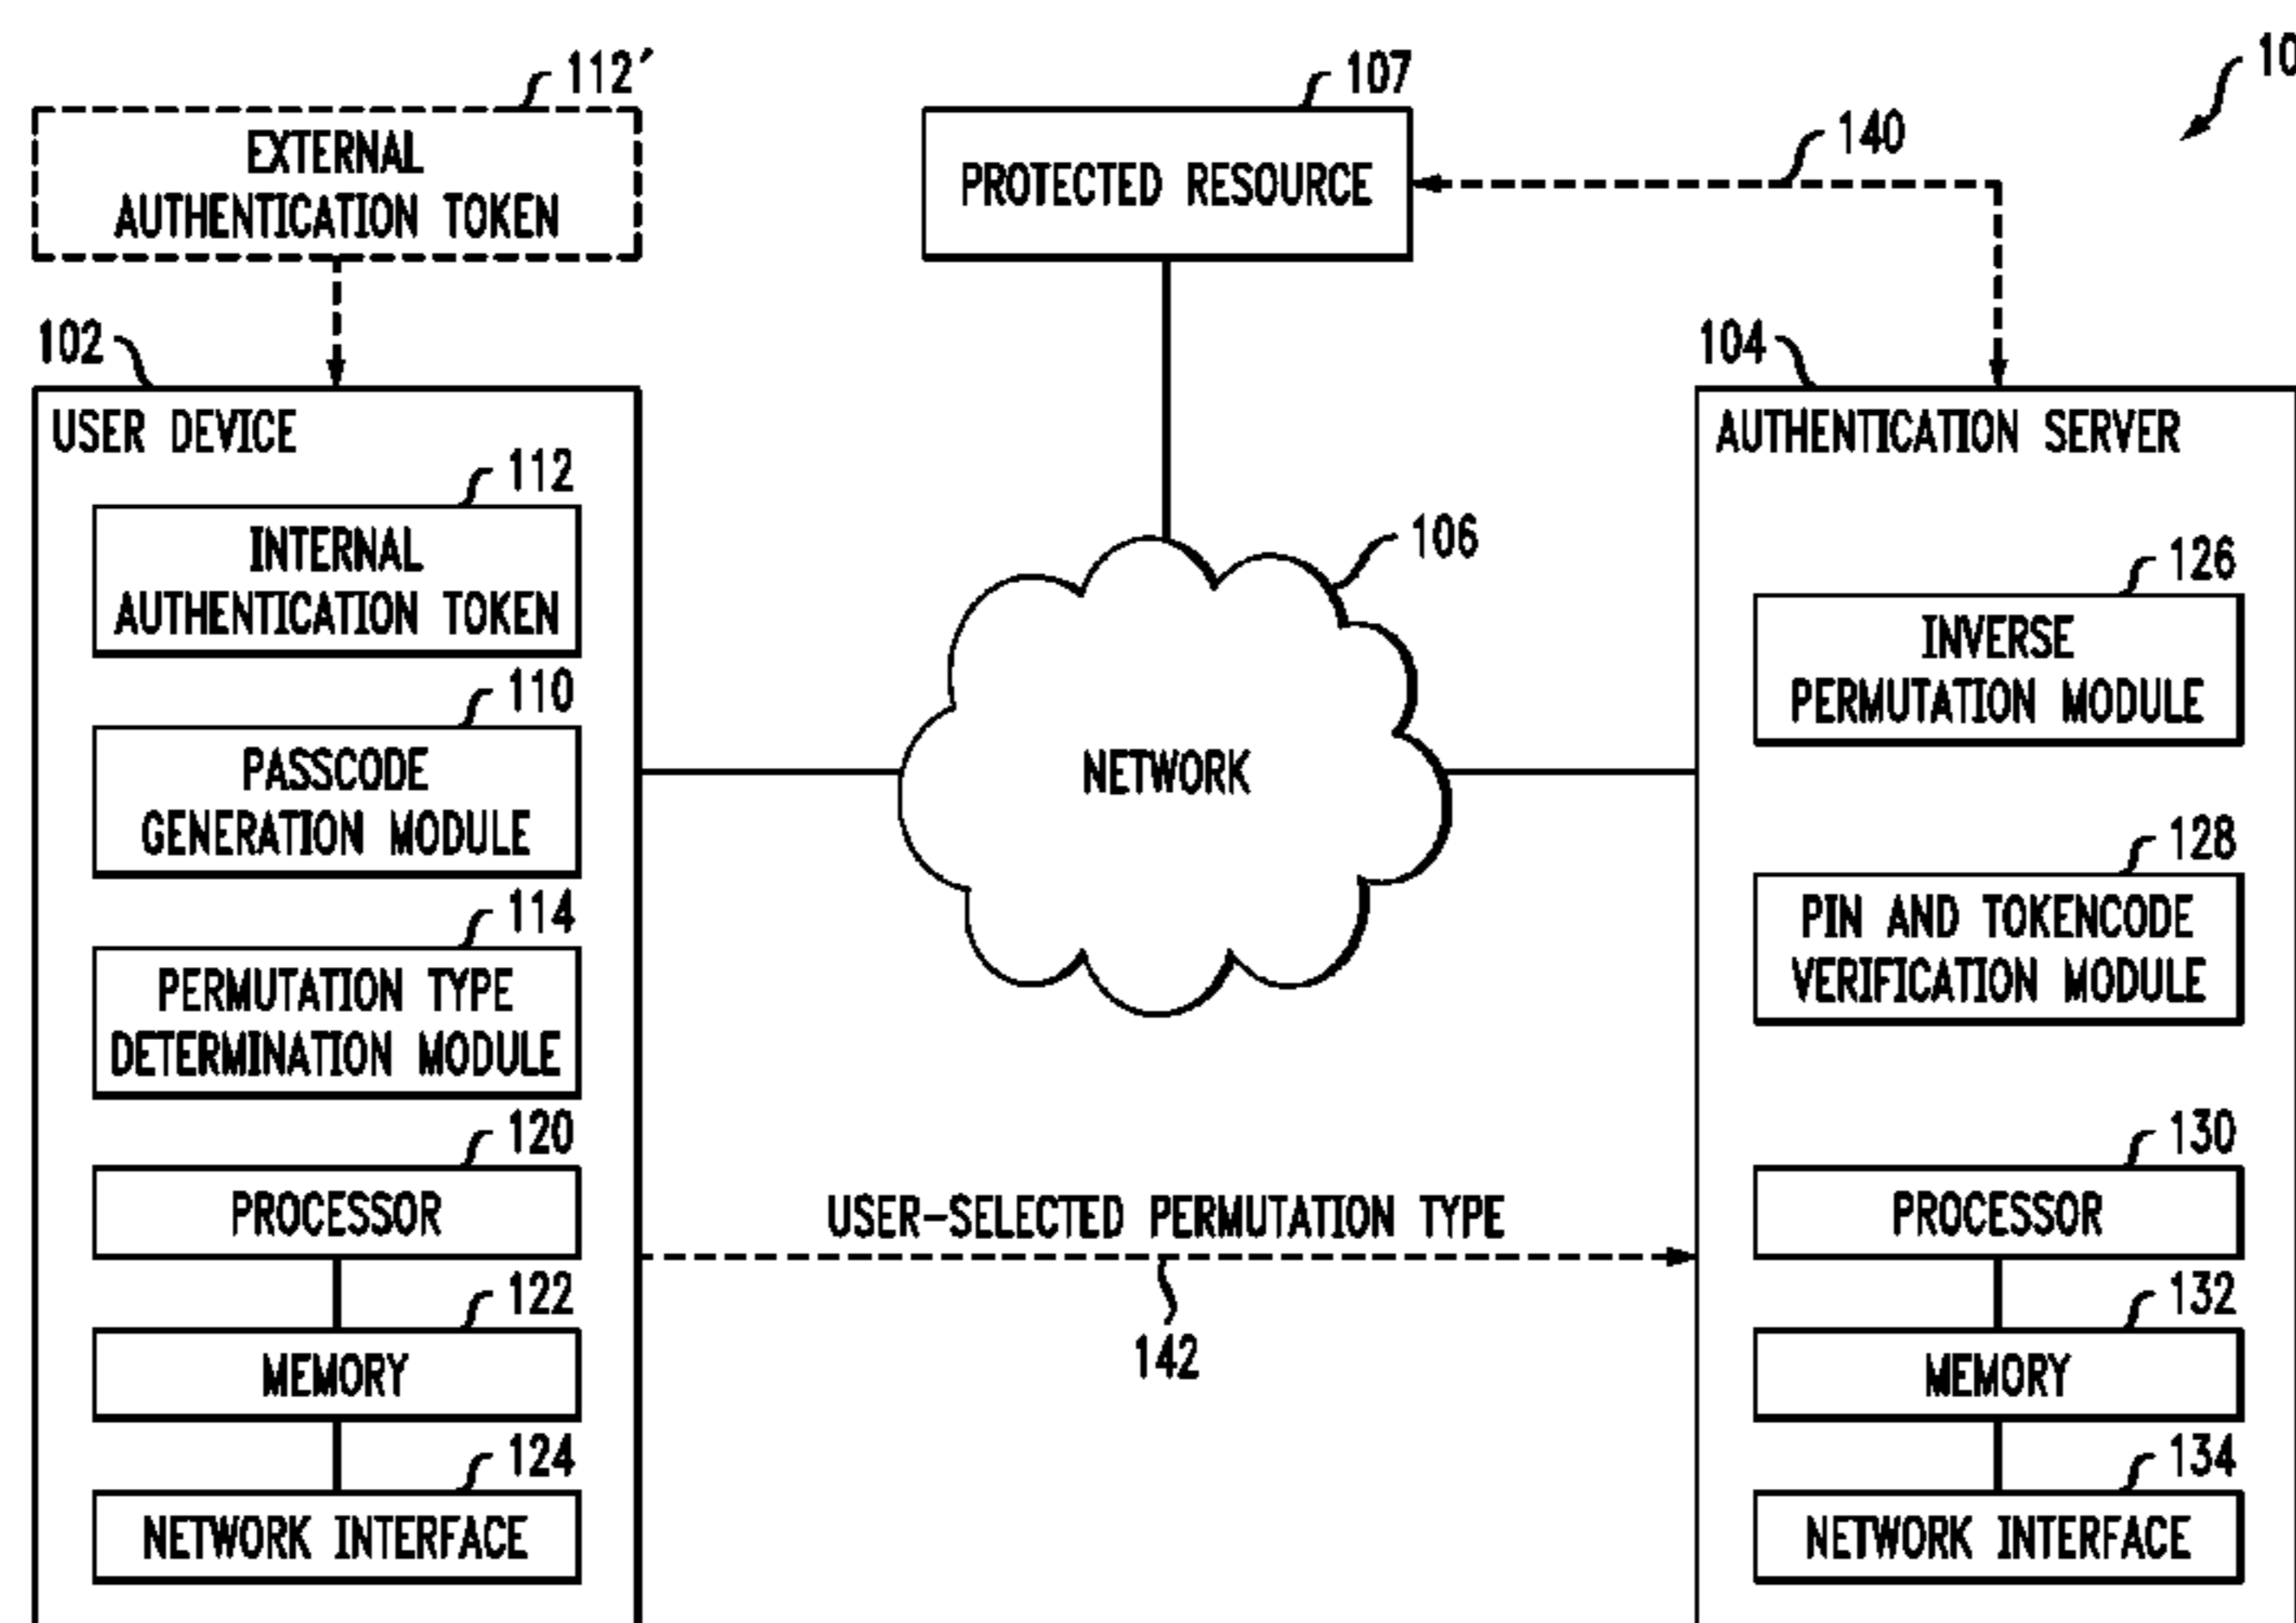 112′
EXTERNAL
AUTHENTICATION TOKEN
107
PROTECTED RESOURCE
140
10
102
USER DEVICE
112
INTERNAL
AUTHENTICATION TOKEN
110
PASSCODE
GENERATION MODULE
114
PERMUTATION TYPE
DETERMINATION MODULE
120
PROCESSOR
122
MEMORY
124
NETWORK INTERFACE
106
NETWORK
USER-SELECTED PERMUTATION TYPE
142
104
AUTHENTICATION SERVER
126
INVERSE
PERMUTATION MODULE
128
PIN AND TOKENCODE
VERIFICATION MODULE
130
PROCESSOR
132
MEMORY
134
NETWORK INTERFACE